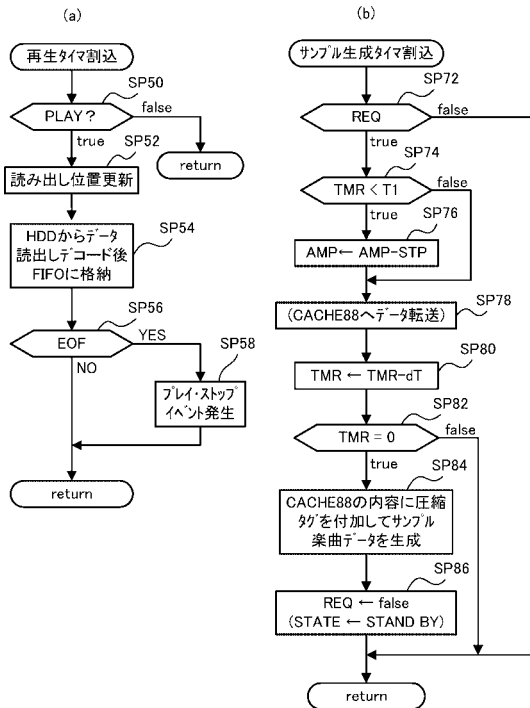 (a)
再生タイマ割込
SP50
PLAY?
false
true
SP52
return
読み出し位置更新
SP54
HDDからデータ
読出しデコード後
FIFOに格納
SP56
EOF
YES
NO
SP58
プレイ・ストップ
イベント発生
return
(b)
サンプル生成タイマ割込
SP72
REQ
false
true
SP74
TMR < T1
false
true
SP76
AMP← AMP-STP
SP78
(CACHE88へデータ転送)
SP80
TMR ← TMR-dT
SP82
TMR = 0
false
true
SP84
CACHE88の内容に圧縮
タグを付加してサンプル
楽曲データを生成
SP86
REQ ← false
(STATE ← STAND BY)
return